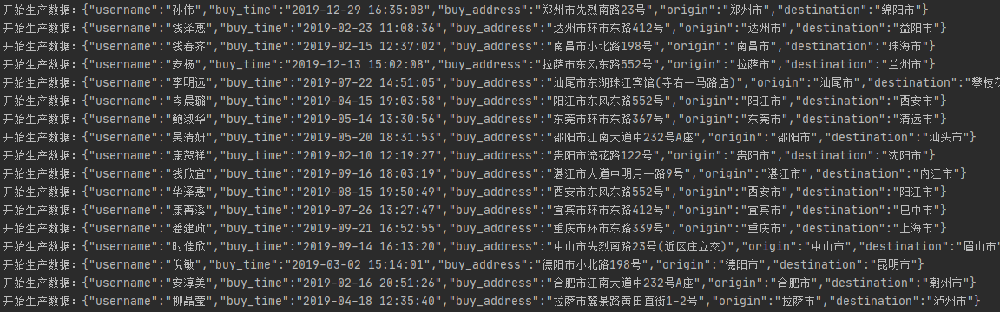 开始生产数据：{"username":"孙伟","buy_time":"2019-12-29 16:35:08","buy_address":"郑州市先烈南路23号","origin":"郑州市","destination":"绵阳市"}
开始生产数据：{"username":"钱泽惠","buy_time":"2019-02-23 11:08:36","buy_address":"达州市环市东路412号","origin":"达州市","destination":"益阳市"}
开始生产数据：{"username":"钱春齐","buy_time":"2019-02-15 12:37:02","buy_address":"南昌市小北路198号","origin":"南昌市","destination":"珠海市"}
开始生产数据：{"username":"安杨","buy_time":"2019-12-13 15:02:08","buy_address":"拉萨市东风东路552号","origin":"拉萨市","destination":"兰州市"}
开始生产数据：{"username":"李明远","buy_time":"2019-07-22 14:51:05","buy_address":"汕尾市东湖珠江宾馆(寺右一马路店)","origin":"汕尾市","destination":"攀枝花
开始生产数据：{"username":"岑晨璐","buy_time":"2019-04-15 19:03:58","buy_address":"阳江市东风东路552号","origin":"阳江市","destination":"西安市"}
开始生产数据：{"username":"鲍淑华","buy_time":"2019-05-14 13:30:56","buy_address":"东莞市环市东路367号","origin":"东莞市","destination":"清远市"}
开始生产数据：{"username":"吴清妍","buy_time":"2019-05-20 18:31:53","buy_address":"邵阳市江南大道中232号A座","origin":"邵阳市","destination":"汕头市"}
开始生产数据：{"username":"康贺祥","buy_time":"2019-02-10 12:19:27","buy_address":"贵阳市流花路122号","origin":"贵阳市","destination":"沈阳市"}
开始生产数据：{"username":"钱欣宜","buy_time":"2019-09-16 18:03:19","buy_address":"湛江市大道中明月一路9号","origin":"湛江市","destination":"内江市"}
开始生产数据：{"username":"华泽惠","buy_time":"2019-08-15 19:50:49","buy_address":"西安市东风东路552号","origin":"西安市","destination":"阳江市"}
开始生产数据：{"username":"康苒溪","buy_time":"2019-07-26 13:27:47","buy_address":"宜宾市环市东路412号","origin":"宜宾市","destination":"巴中市"}
开始生产数据：{"username":"潘建政","buy_time":"2019-09-21 16:52:55","buy_address":"重庆市环市东路339号","origin":"重庆市","destination":"上海市"}
开始生产数据：{"username":"时佳欣","buy_time":"2019-09-14 16:13:20","buy_address":"中山市先烈南路23号(近区庄立交)","origin":"中山市","destination":"眉山市"
开始生产数据：{"username":"倪敏","buy_time":"2019-03-02 15:14:01","buy_address":"德阳市小北路198号","origin":"德阳市","destination":"昆明市"}
开始生产数据：{"username":"安淳美","buy_time":"2019-02-16 20:51:26","buy_address":"合肥市江南大道中232号A座","origin":"合肥市","destination":"潮州市"}
开始生产数据：{"username":"柳晶莹","buy_time":"2019-04-18 12:35:40","buy_address":"拉萨市麓景路黄田直街1-2号","origin":"拉萨市","destination":"泸州市"}